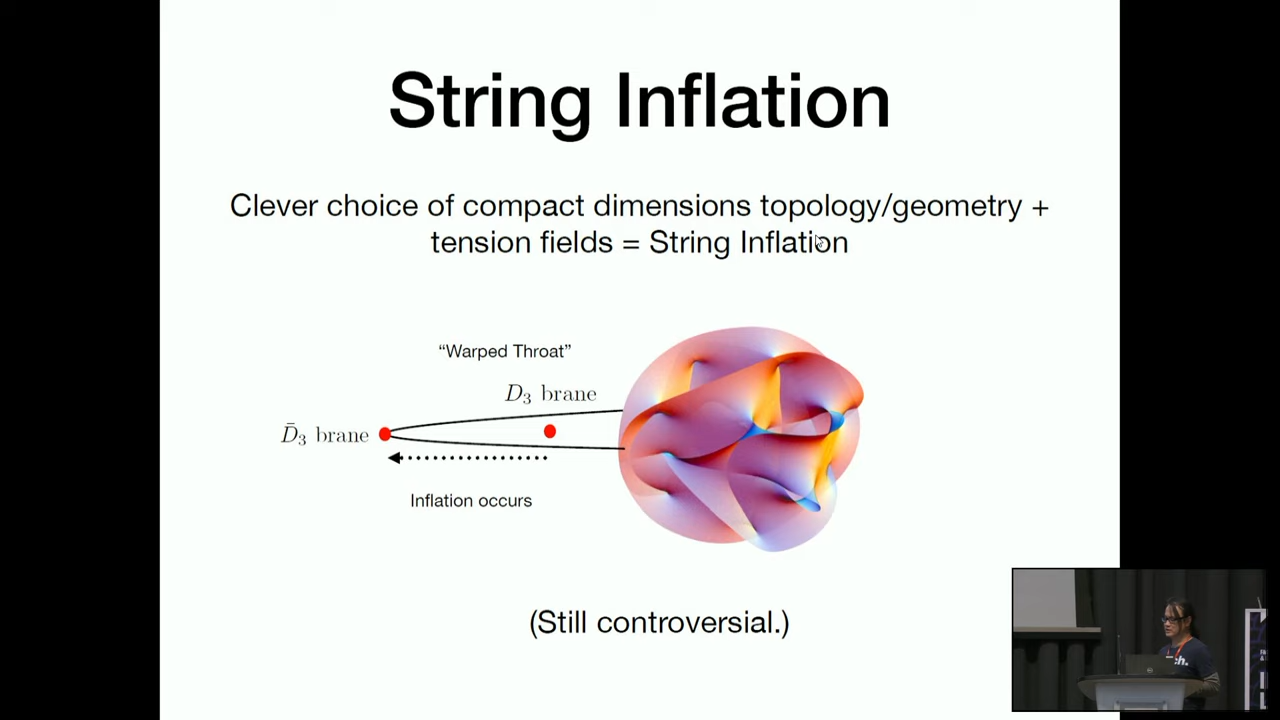 String Inflation
Clever choice of compact dimensions topology/geometry +
tension fields = String Inflation
“Warped Throat”
D₃ brane
D̄₃ brane
Inflation occurs
(Still controversial.)
ch.